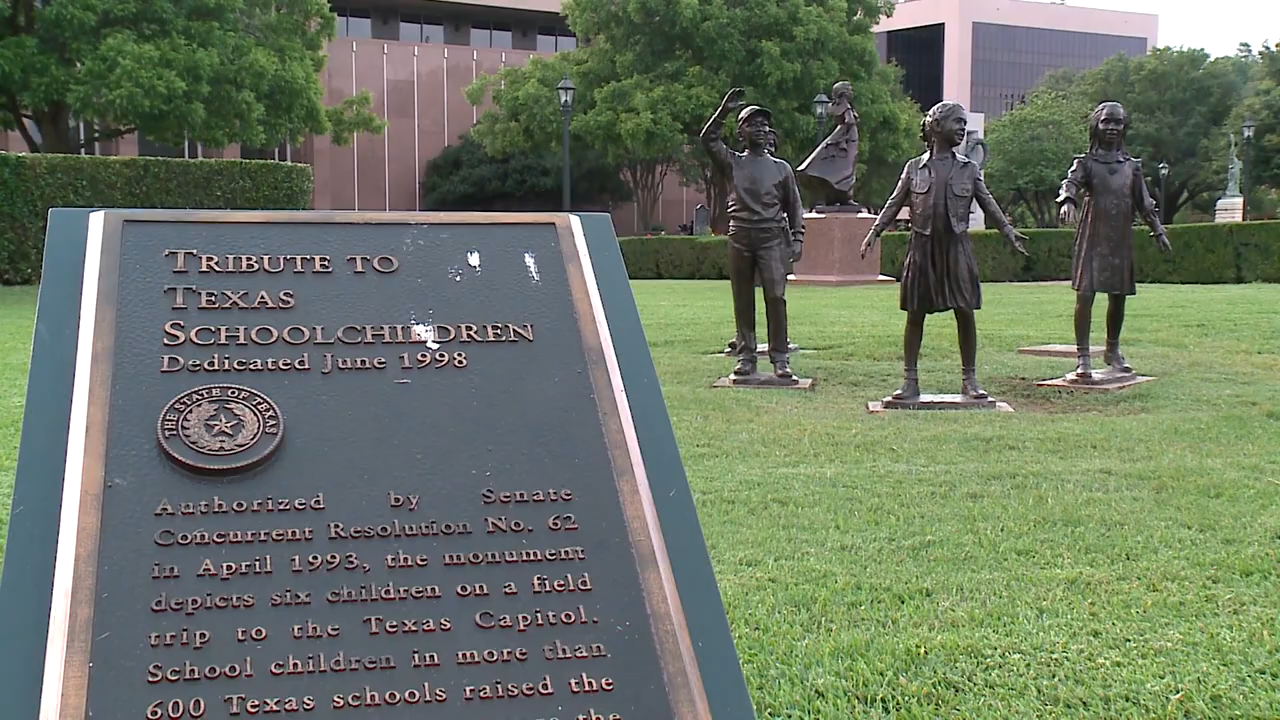 TRIBUTE TO
TEXAS
SCHOOLCHILDREN
Dedicated June 1998
THE STATE OF TEXAS
Authorized by Senate
Concurrent Resolution No. 62
in April 1993, the monument
depicts six children on a field
trip to the Texas Capitol.
School children in more than
600 Texas schools raised the
the